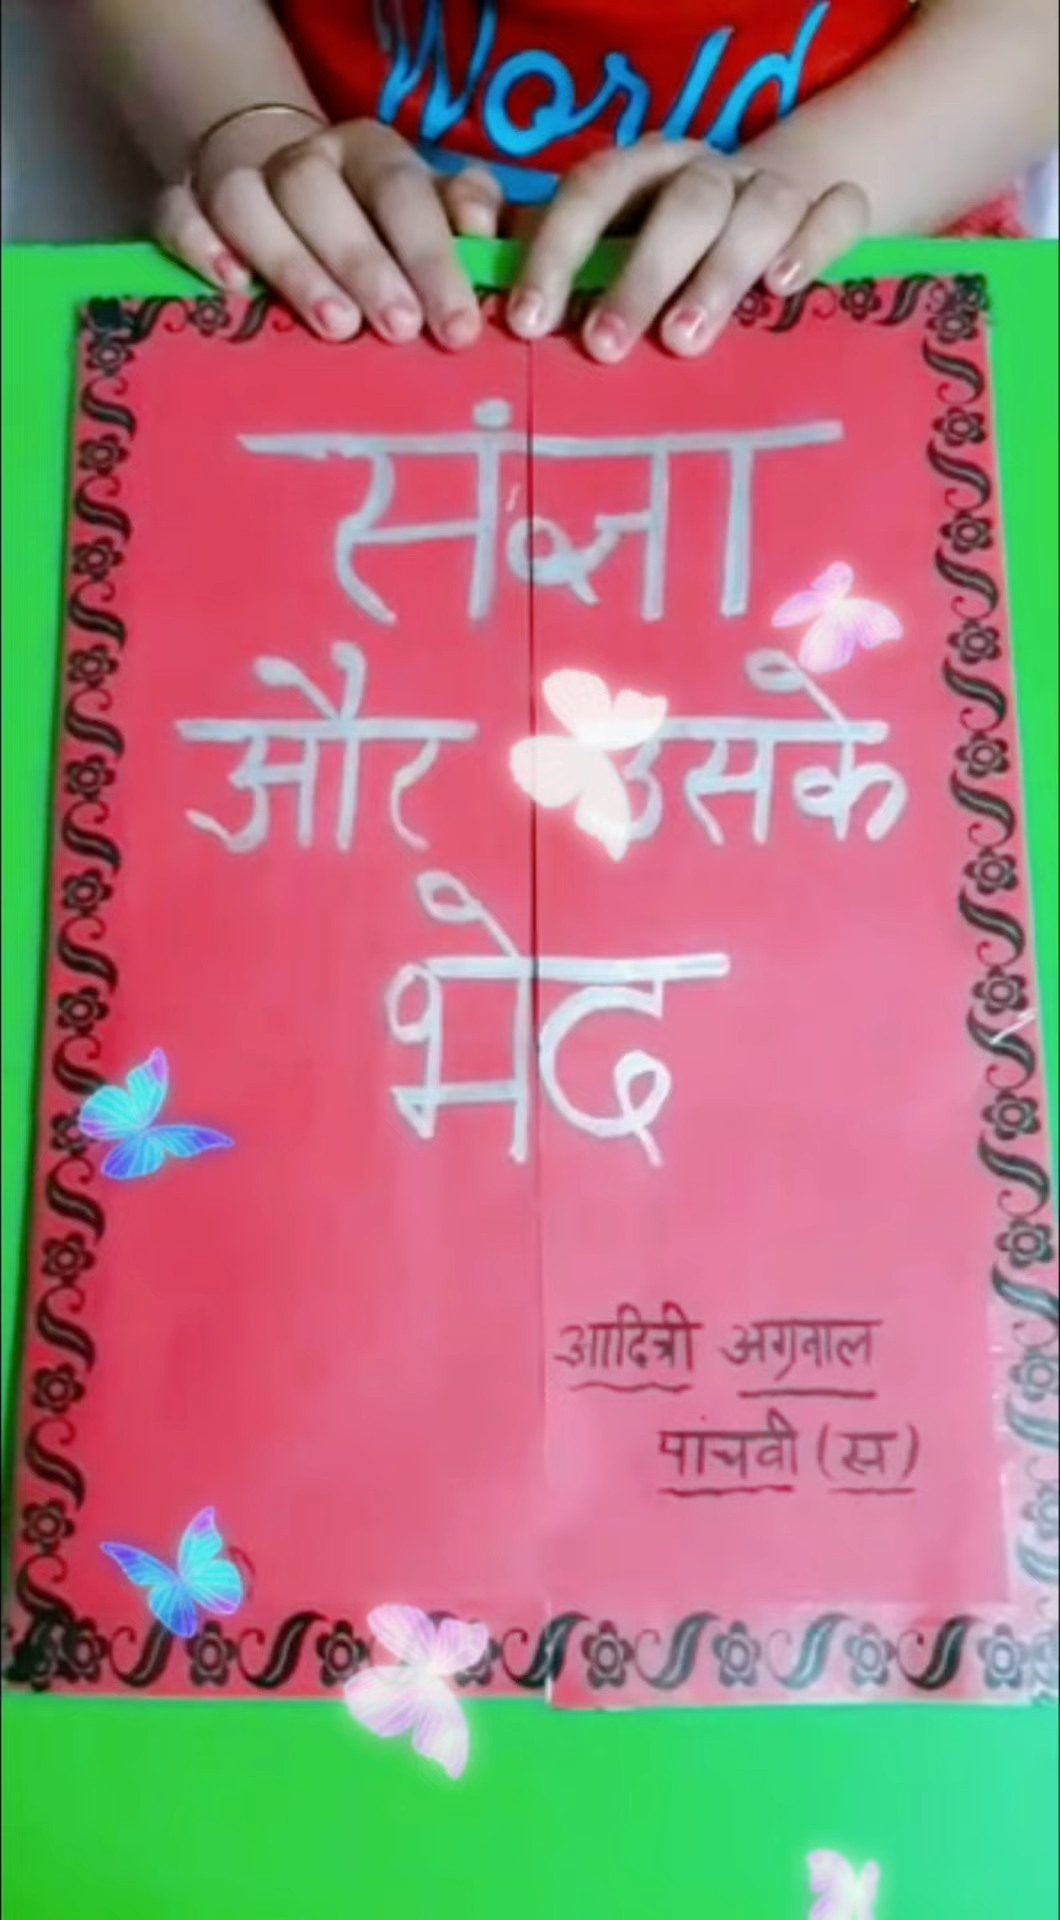 World
संज्ञा
और उसके
भेद
आदित्री अग्रवाल
पांचवी (स)